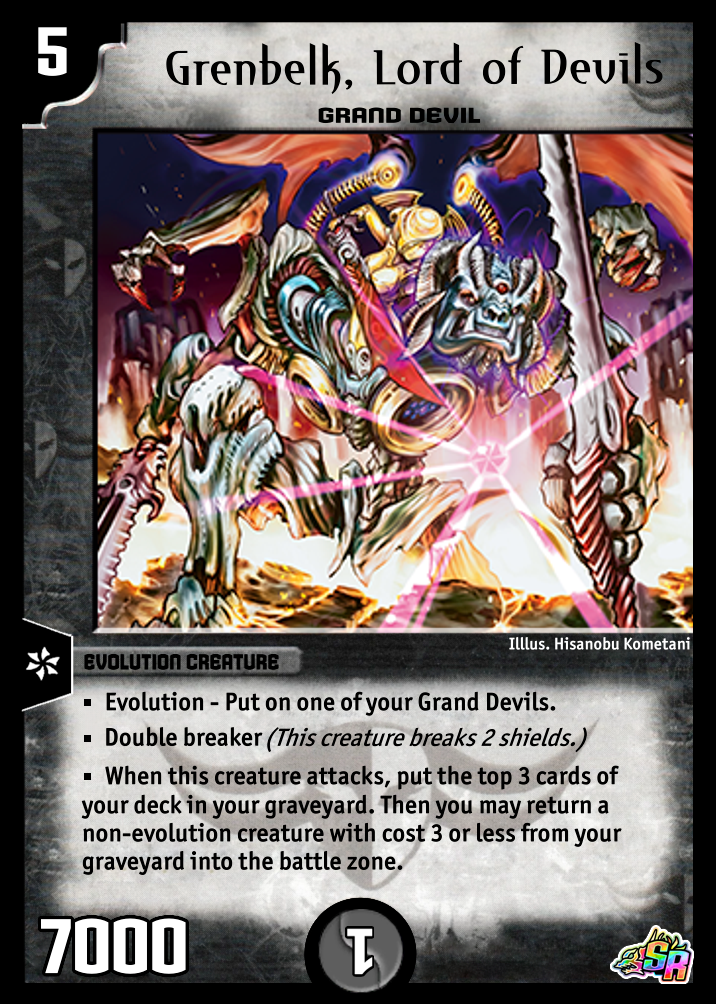 5
Grenbelk, Lord of Devils
GRAND DEVIL
Illlus. Hisanobu Kometani
EVOLUTION CREATURE
▪ Evolution - Put on one of your Grand Devils.
▪ Double breaker (This creature breaks 2 shields.)
▪ When this creature attacks, put the top 3 cards of
your deck in your graveyard. Then you may return a
non-evolution creature with cost 3 or less from your
graveyard into the battle zone.
7000
1
SR